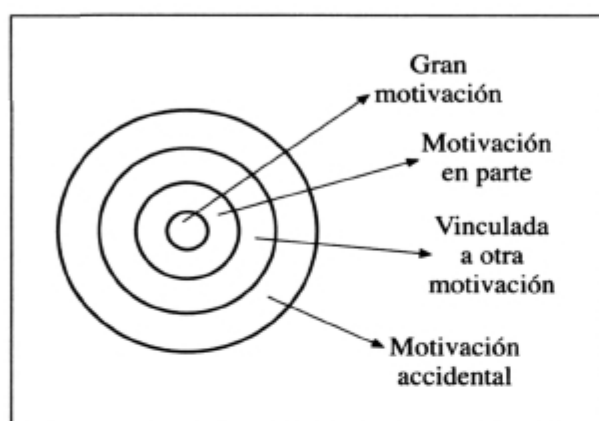 Gran
motivación
Motivación
en parte
Vinculada
a otra
motivación
Motivación
accidental